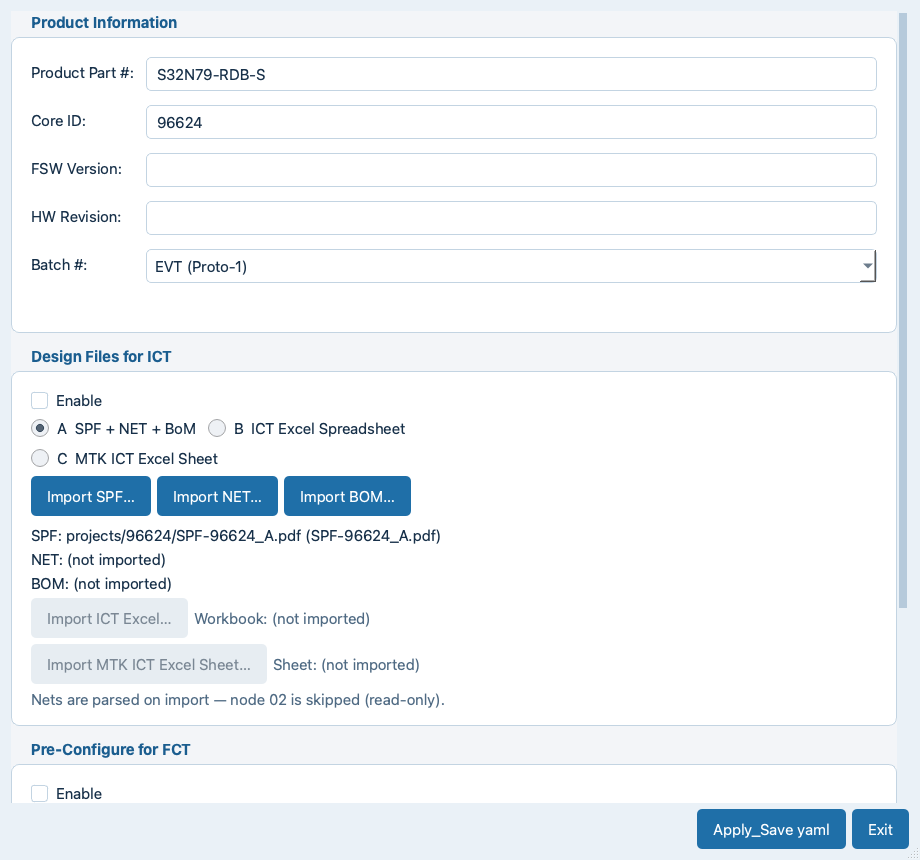 Product Information
Product Part #: S32N79-RDB-S
Core ID: 96624
FSW Version:
HW Revision:
Batch #: EVT (Proto-1)
Design Files for ICT
Enable
A SPF + NET + BoM B ICT Excel Spreadsheet
C MTK ICT Excel Sheet
Import SPF... Import NET... Import BOM...
SPF: projects/96624/SPF-96624_A.pdf (SPF-96624_A.pdf)
NET: (not imported)
BOM: (not imported)
Import ICT Excel... Workbook: (not imported)
Import MTK ICT Excel Sheet... Sheet: (not imported)
Nets are parsed on import — node 02 is skipped (read-only).
Pre-Configure for FCT
Enable
Apply_Save yaml Exit